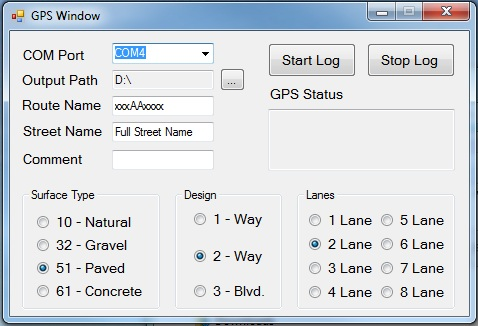 GPS Window
COM Port COM4
Output Path D:\ ...
Route Name xxxAAxxxx
Street Name Full Street Name
Comment
Start Log Stop Log
GPS Status
Surface Type
10 - Natural
32 - Gravel
51 - Paved
61 - Concrete
Design
1 - Way
2 - Way
3 - Blvd.
Lanes
1 Lane 5 Lane
2 Lane 6 Lane
3 Lane 7 Lane
4 Lane 8 Lane